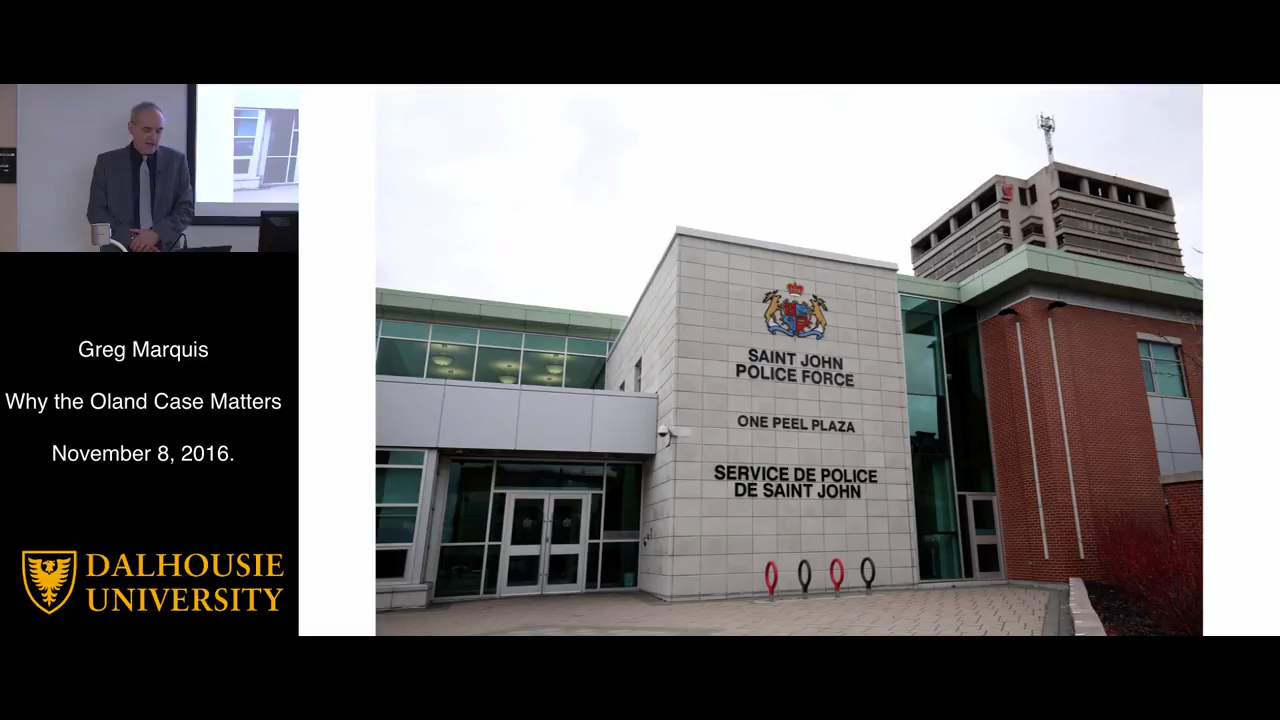 Greg Marquis
Why the Oland Case Matters
November 8, 2016.
DALHOUSIE
UNIVERSITY
SAINT JOHN
POLICE FORCE
ONE PEEL PLAZA
SERVICE DE POLICE
DE SAINT JOHN